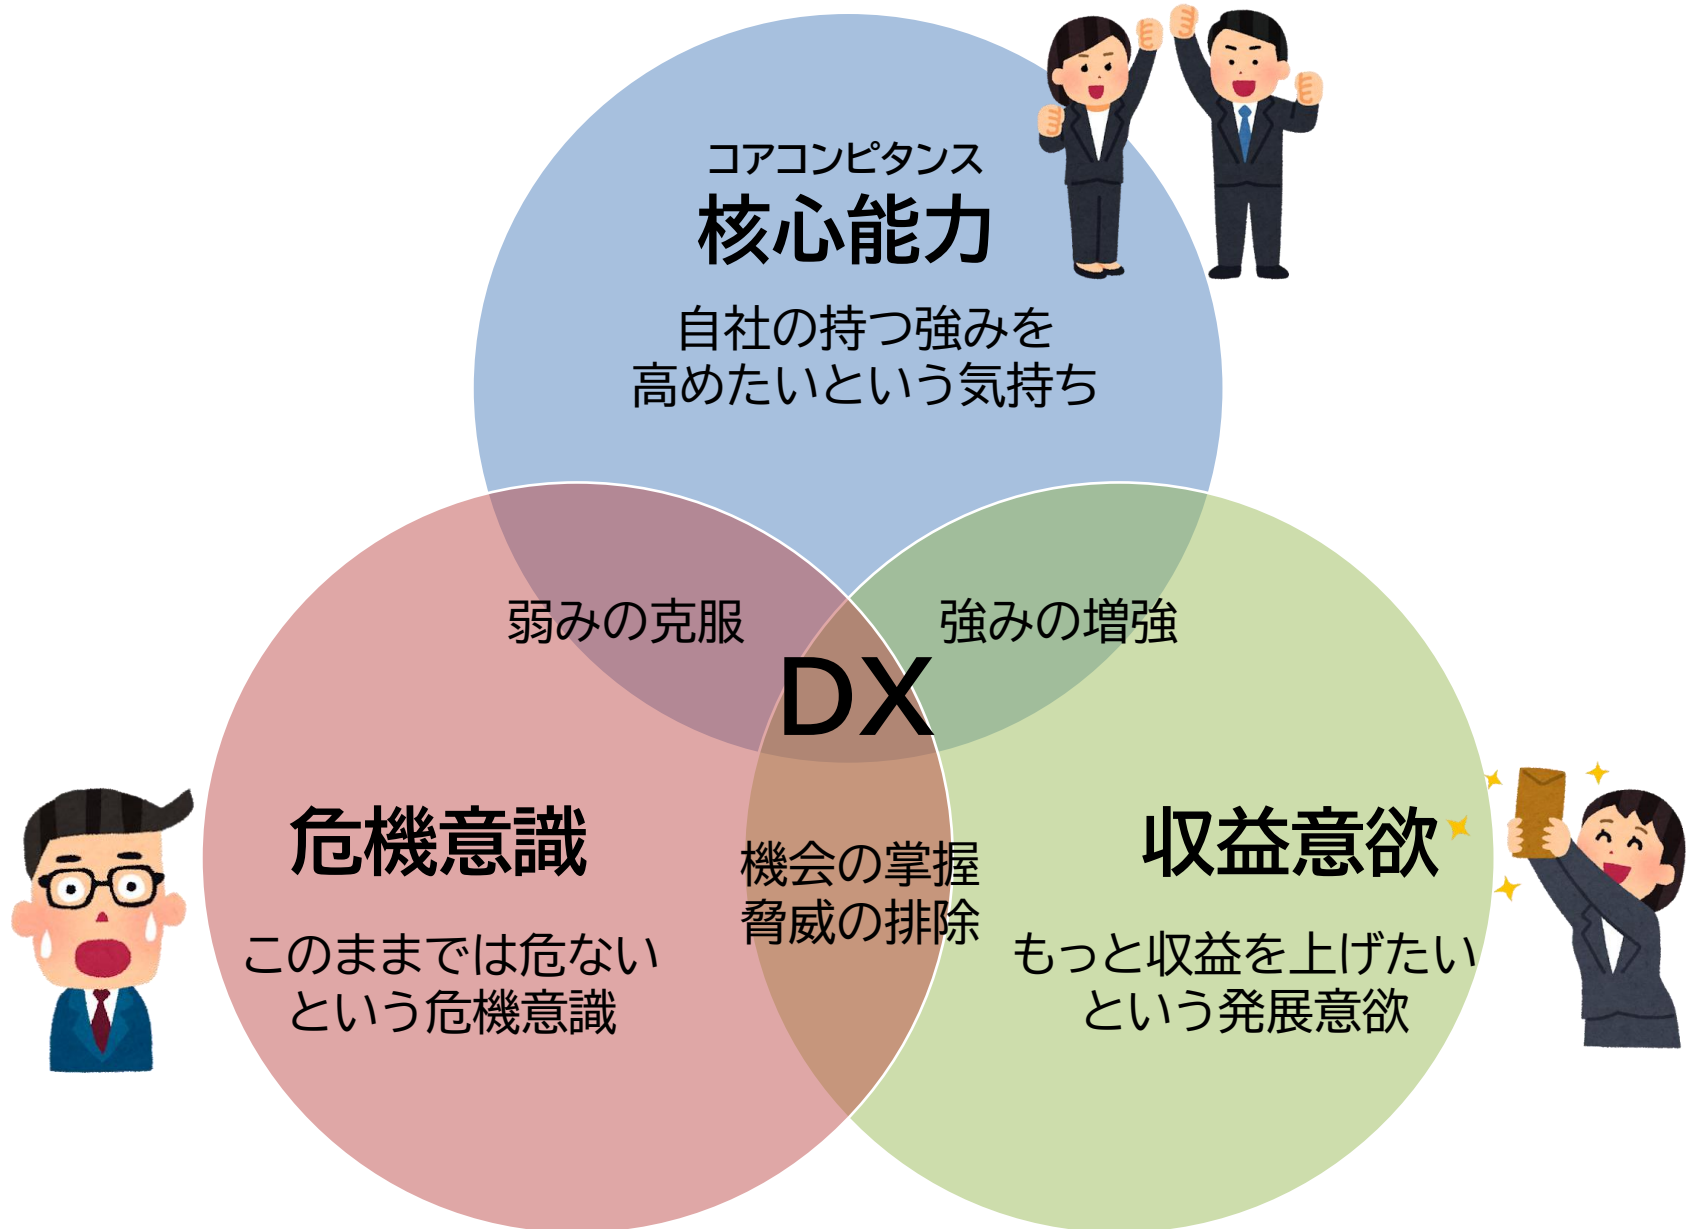 コアコンピタンス
核心能力
自社の持つ強みを
高めたいという気持ち
弱みの克服
強みの増強
DX
危機意識
このままでは危ない
という危機意識
機会の掌握
脅威の排除
収益意欲
もっと収益を上げたい
という発展意欲